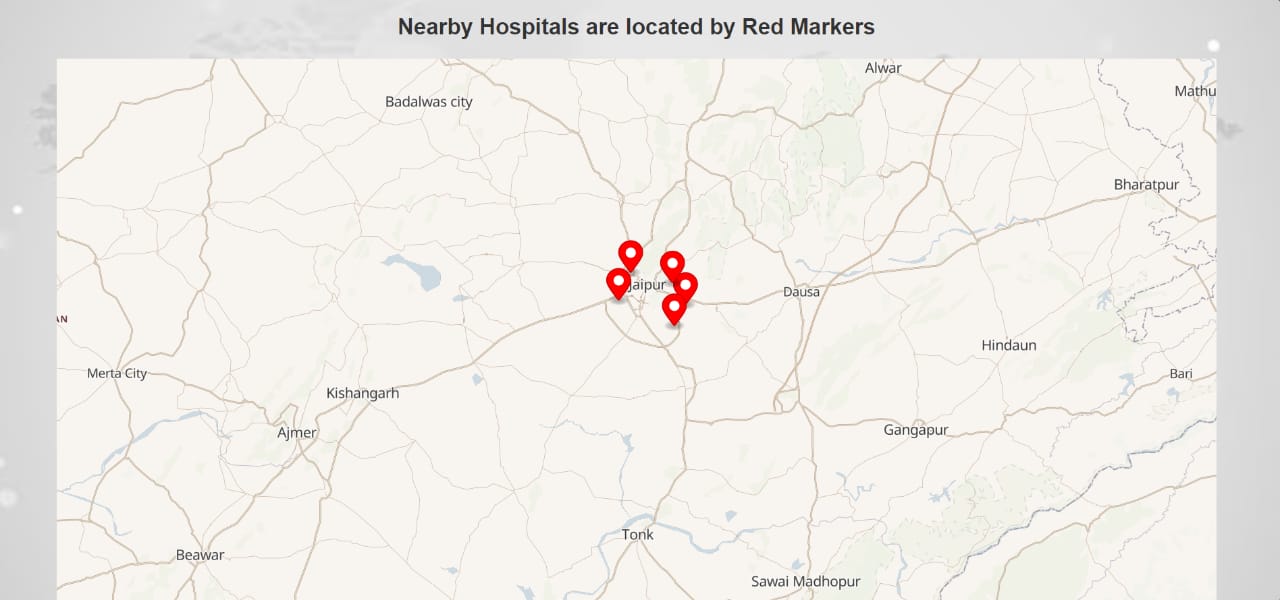 Nearby Hospitals are located by Red Markers
Alwar
Mathu
Badalwas city
Bharatpur
Jaipur
Dausa
AN
Hindaun
Merta City
Bari
Kishangarh
Gangapur
Ajmer
Tonk
Beawar
Sawai Madhopur